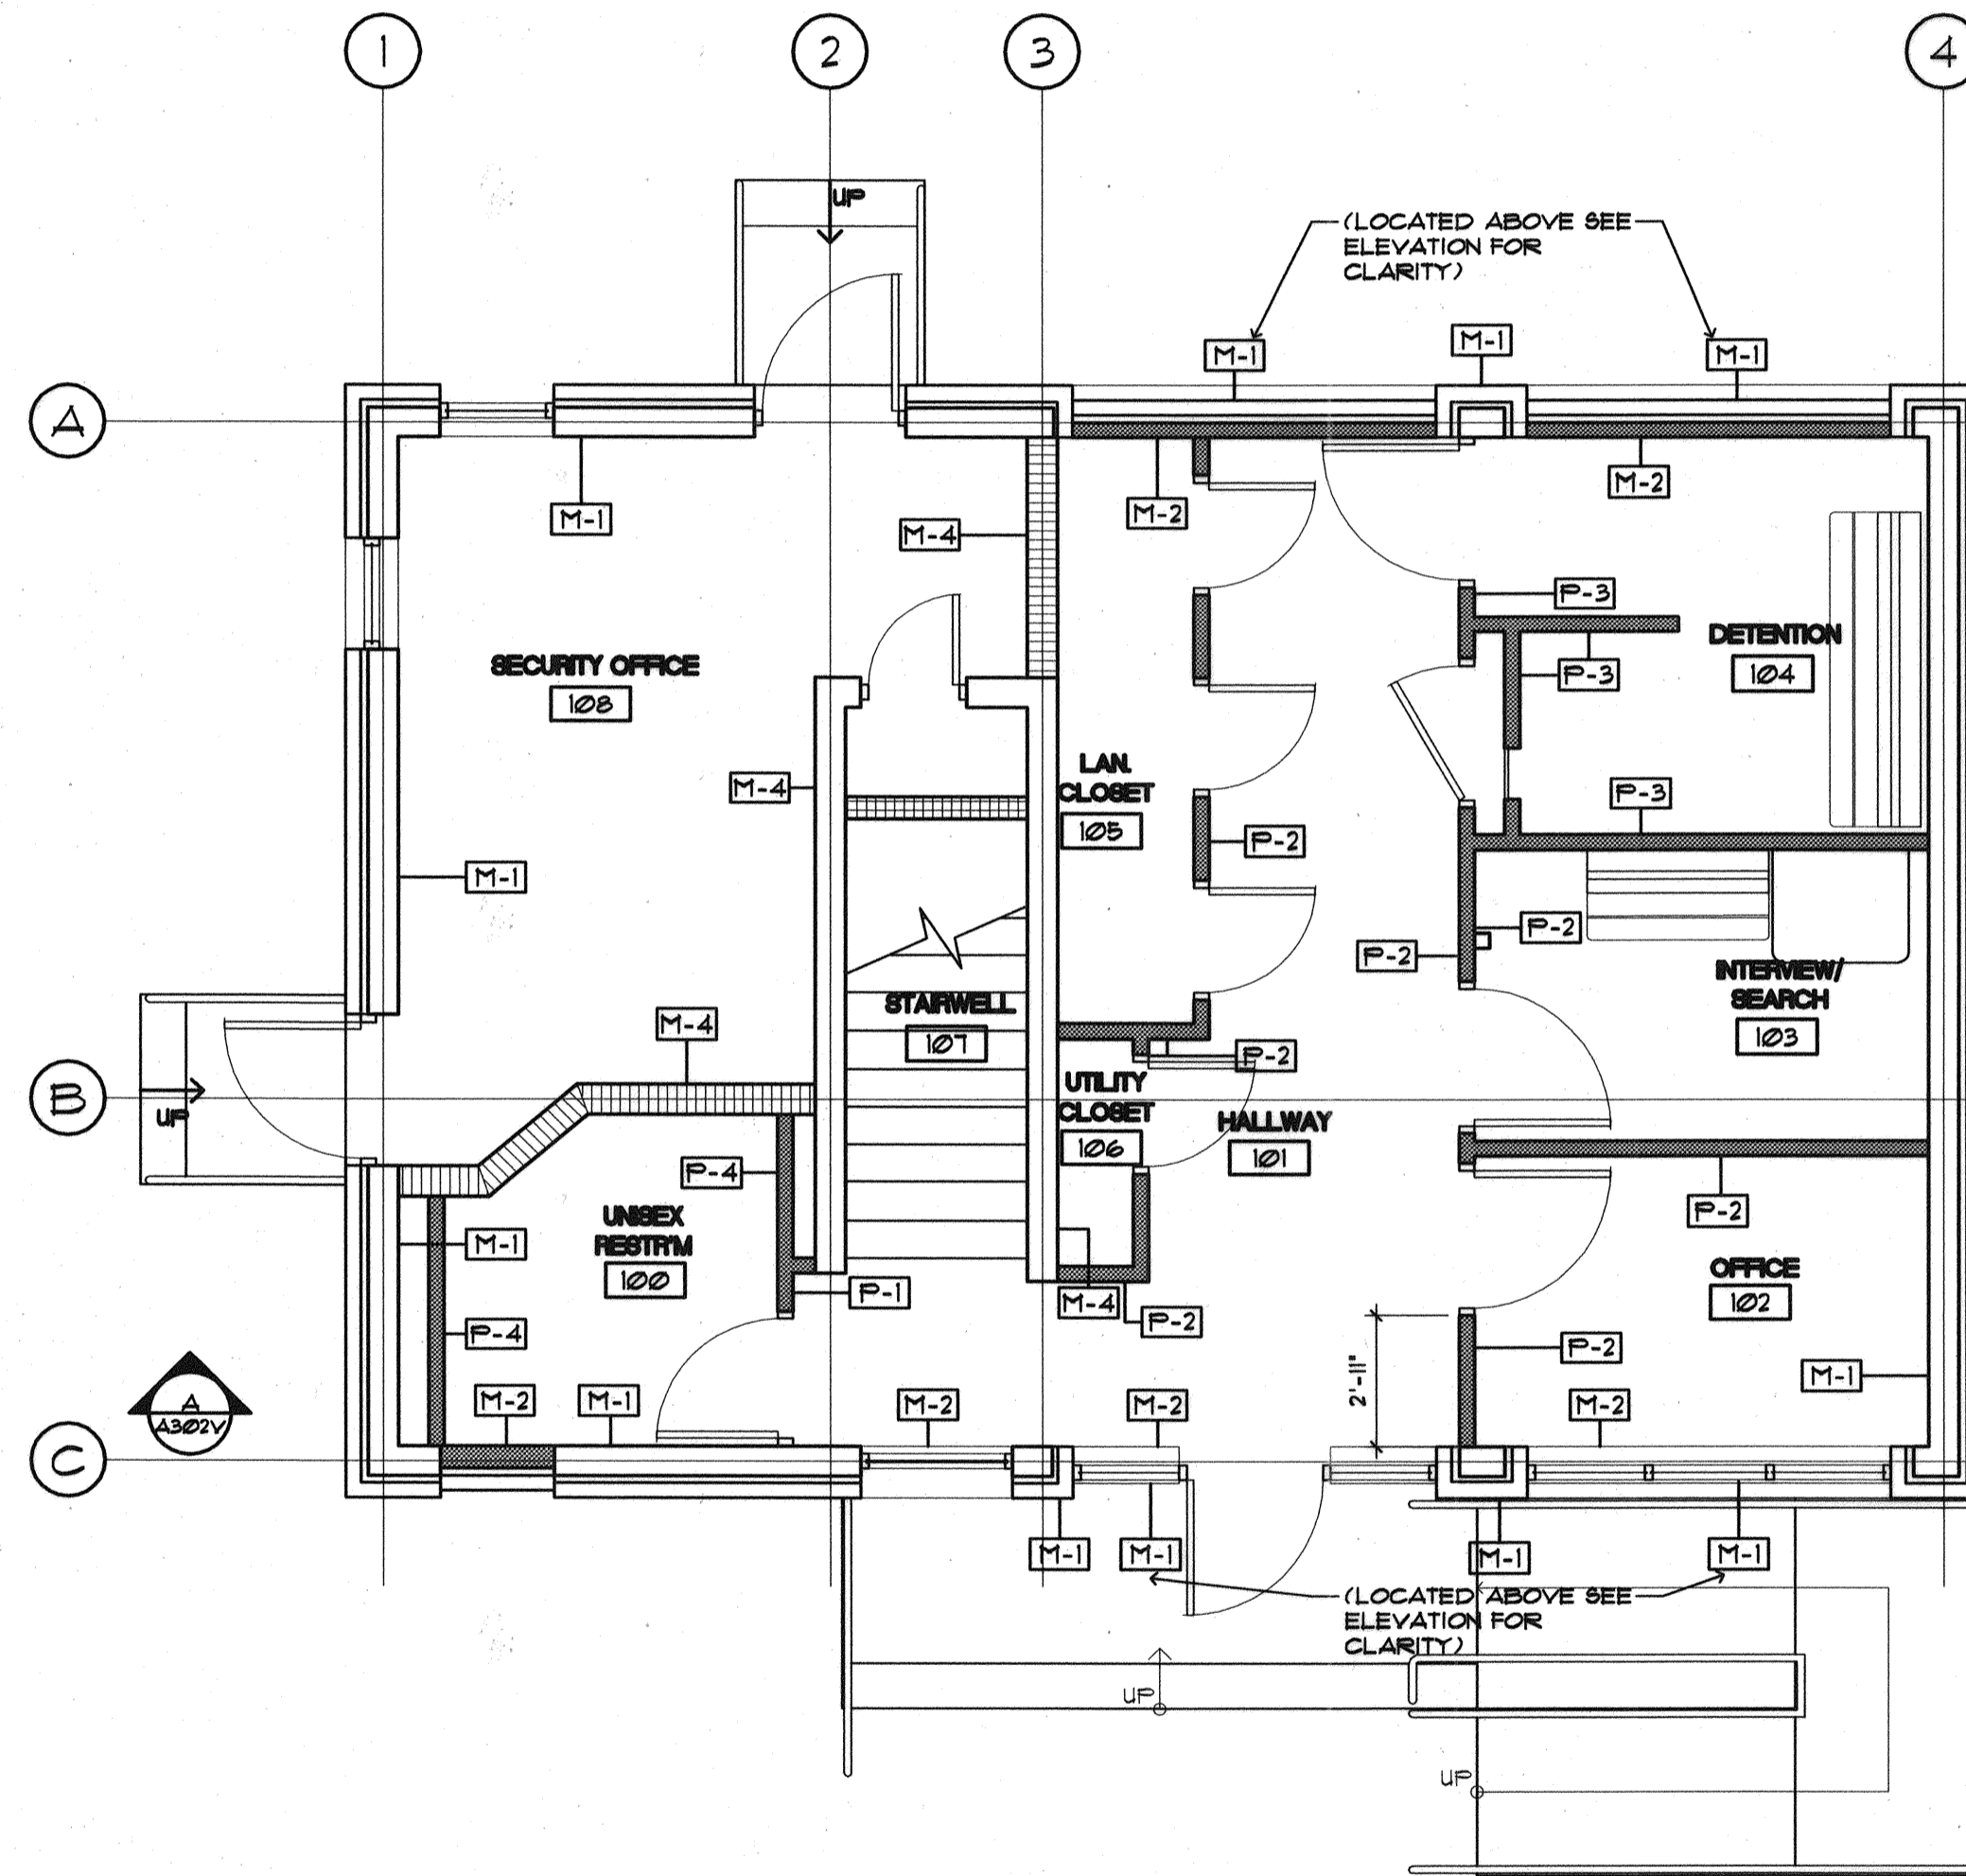 1
2
3
4
UP
(LOCATED ABOVE SEE
ELEVATION FOR
CLARITY)
M-1
M-1
M-1
A
M-2
M-2
M-1
M-4
P-3
DETENTION
104
P-3
SECURITY OFFICE
108
M-4
LAN.
CLOSET
105
P-3
P-2
M-1
P-2
P-2
INTERVIEW/
SEARCH
103
STAIRWELL
107
M-4
P-2
B
UP
UTILITY
CLOSET
106
HALLWAY
101
P-4
P-2
UNISEX
RESTR'M
100
M-1
OFFICE
102
P-1
M-4
P-2
P-4
2'-11"
P-2
M-1
A
A302V
M-2
M-1
M-2
M-2
M-2
C
M-1
M-1
M-1
M-1
(LOCATED ABOVE SEE
ELEVATION FOR
CLARITY)
UP
UP